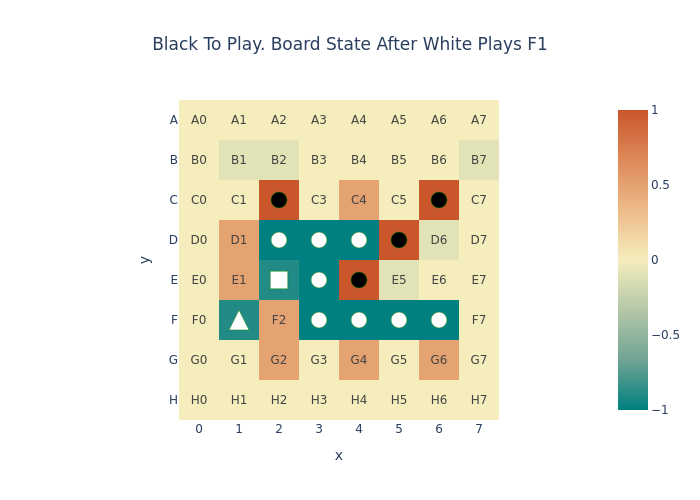 Black To Play. Board State After White Plays F1
A A0 A1 A2 A3 A4 A5 A6 A7 1
B B0 B1 B2 B3 B4 B5 B6 B7
C C0 C1 C3 C4 C5 C7 0.5
D D0 D1 D6 D7
y 0
E E0 E1 E5 E6 E7
F F0 F2 F7 −0.5
G G0 G1 G2 G3 G4 G5 G6 G7
H H0 H1 H2 H3 H4 H5 H6 H7 −1
0 1 2 3 4 5 6 7
x